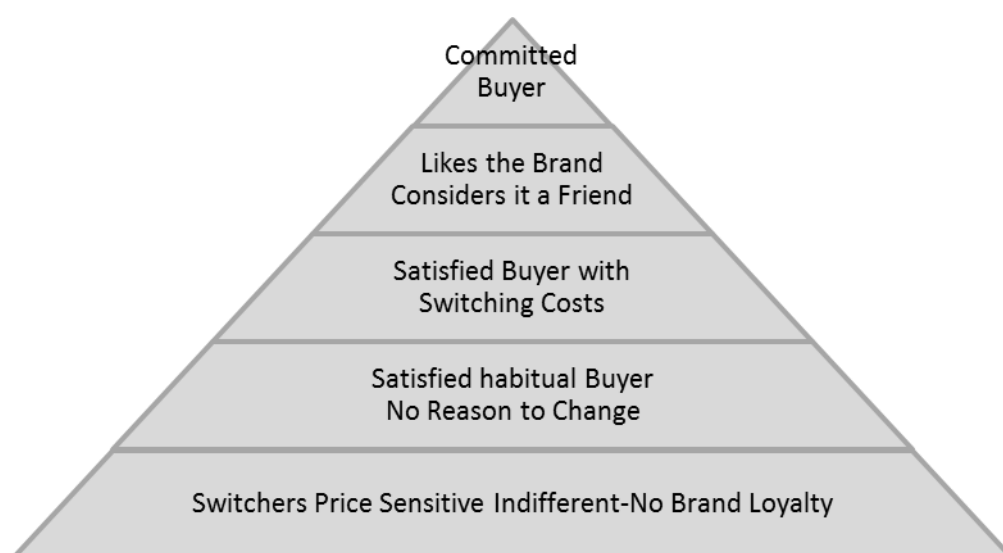 Committed
Buyer
Likes the Brand
Considers it a Friend
Satisfied Buyer with
Switching Costs
Satisfied habitual Buyer
No Reason to Change
Switchers Price Sensitive Indifferent-No Brand Loyalty